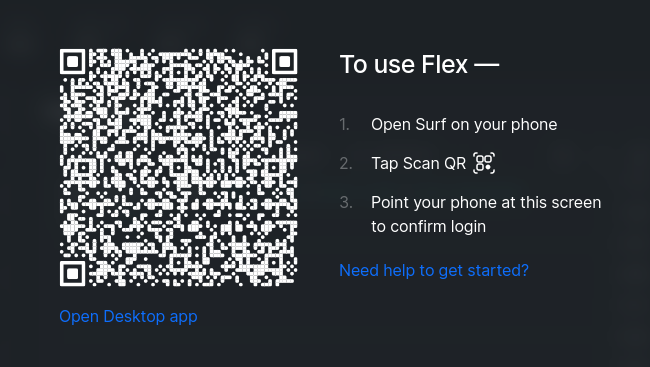 To use Flex —
1. Open Surf on your phone
2. Tap Scan QR
3. Point your phone at this screen
to confirm login
Need help to get started?
Open Desktop app